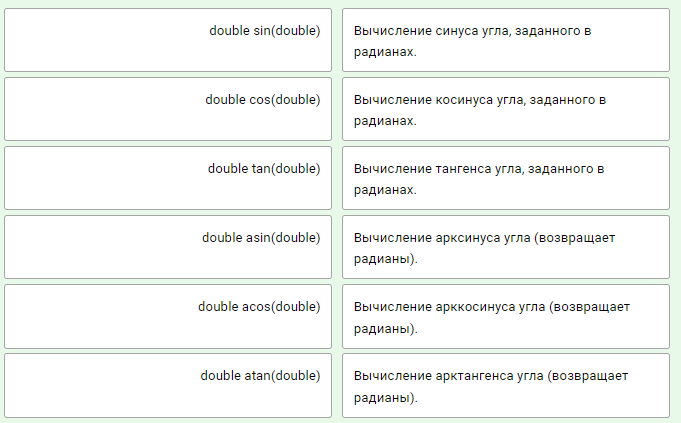 double sin(double)
Вычисление синуса угла, заданного в
радианах.
double cos(double)
Вычисление косинуса угла, заданного в
радианах.
double tan(double)
Вычисление тангенса угла, заданного в
радианах.
double asin(double)
Вычисление арксинуса угла (возвращает
радианы).
double acos(double)
Вычисление арккосинуса угла (возвращает
радианы).
double atan(double)
Вычисление арктангенса угла (возвращает
радианы).